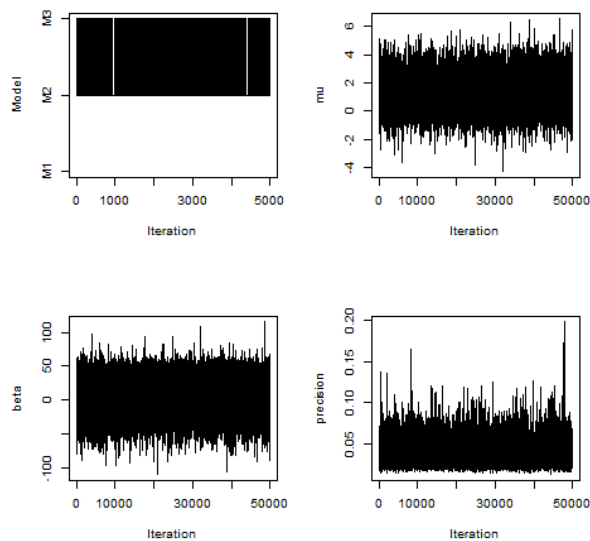 Model
M1 M2 M3
0 1000 3000 5000
Iteration
mu
-4 -2 0 2 4 6
0 10000 30000 50000
Iteration
beta
-100 0 50 100
0 10000 30000 50000
Iteration
precision
0.05 0.10 0.15 0.20
0 10000 30000 50000
Iteration